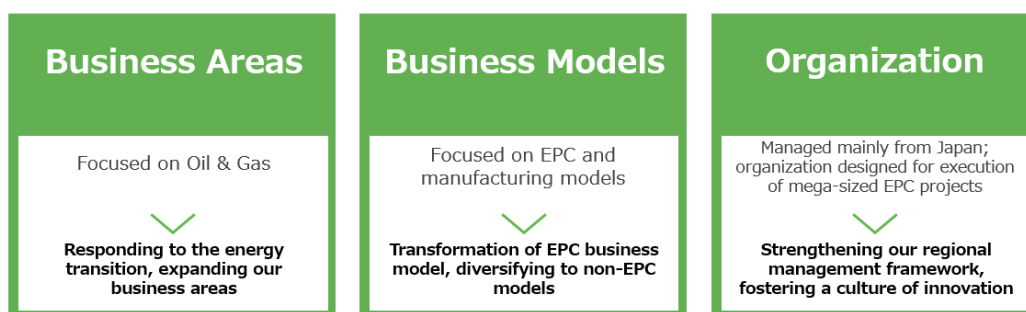 Business Areas
Focused on Oil & Gas
Responding to the energy
transition, expanding our
business areas
Business Models
Focused on EPC and
manufacturing models
Transformation of EPC business
model, diversifying to non-EPC
models
Organization
Managed mainly from Japan;
organization designed for execution
of mega-sized EPC projects
Strengthening our regional
management framework,
fostering a culture of innovation